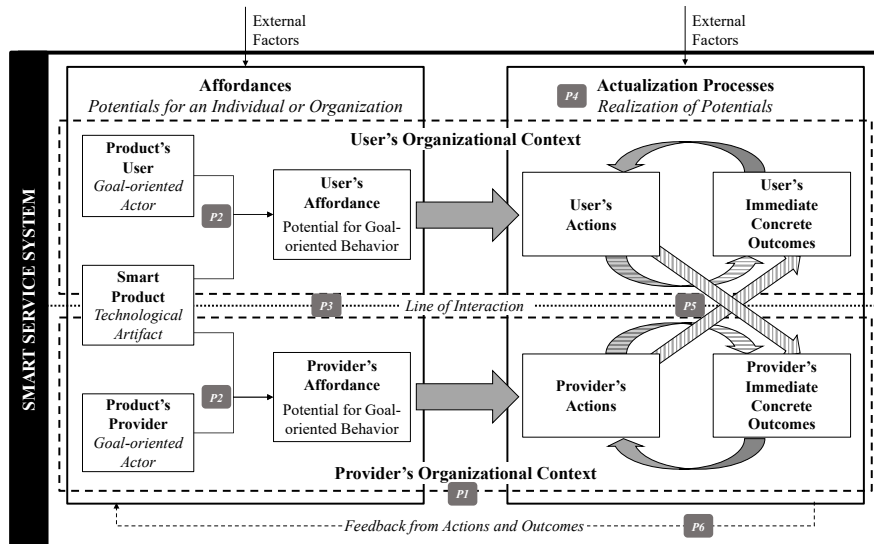 External
Factors
External
Factors
SMART SERVICE SYSTEM
Affordances
Potentials for an Individual or Organization
P4
Actualization Processes
Realization of Potentials
User's Organizational Context
Product's
User
Goal-oriented
Actor
P2
User's
Affordance
Potential for Goal-
oriented Behavior
User's
Actions
User's
Immediate
Concrete
Outcomes
Smart
Product
Technological
Artifact
P3
Line of Interaction
P5
P2
Provider's
Affordance
Potential for Goal-
oriented Behavior
Provider's
Actions
Provider's
Immediate
Concrete
Outcomes
Product's
Provider
Goal-oriented
Actor
Provider's Organizational Context
P1
Feedback from Actions and Outcomes
P6